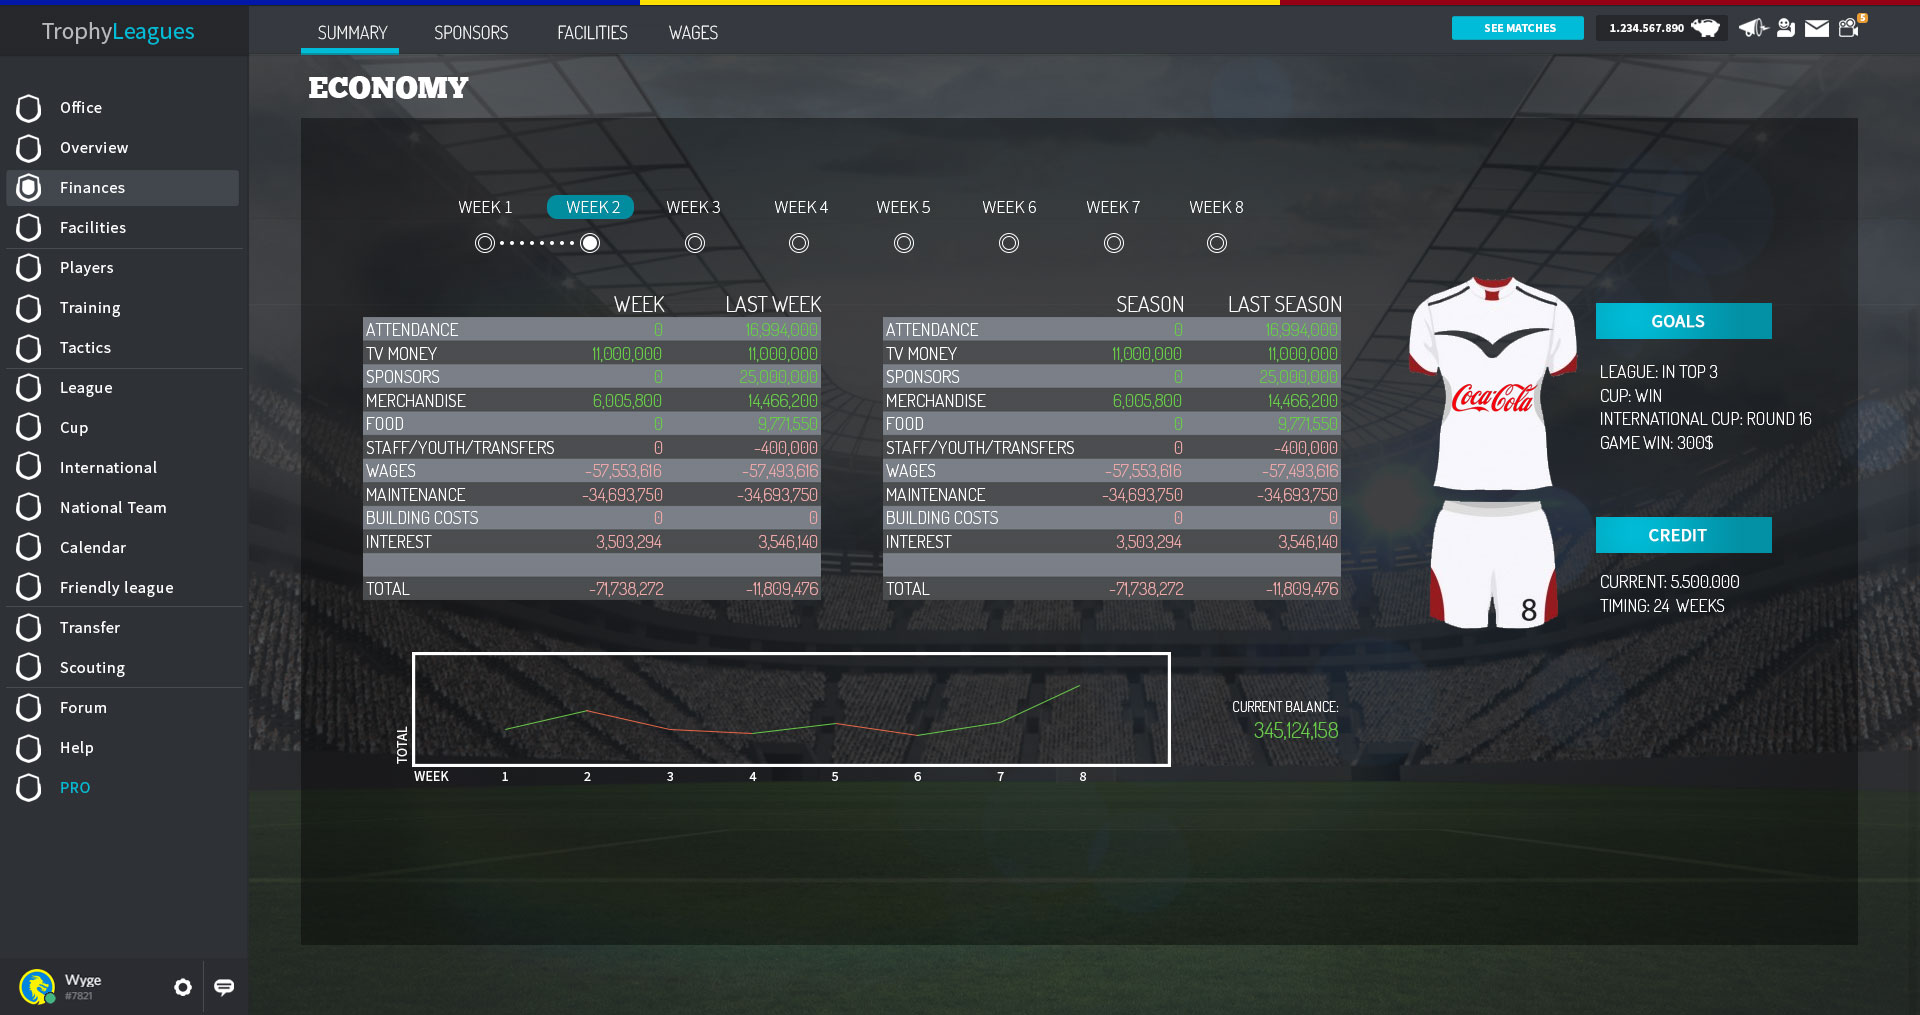 TrophyLeagues
SUMMARY SPONSORS FACILITIES WAGES
SEE MATCHES
1.234.567.890
5
Office
Overview
Finances
Facilities
Players
Training
Tactics
League
Cup
International
National Team
Calendar
Friendly league
Transfer
Scouting
Forum
Help
PRO
Wyge
#7821
ECONOMY
WEEK 1 WEEK 2 WEEK 3 WEEK 4 WEEK 5 WEEK 6 WEEK 7 WEEK 8
WEEK LAST WEEK
ATTENDANCE 0 16,994,000
TV MONEY 11,000,000 11,000,000
SPONSORS 0 25,000,000
MERCHANDISE 6,005,800 14,466,200
FOOD 0 9,771,550
STAFF/YOUTH/TRANSFERS 0 -400,000
WAGES -57,553,616 -57,493,616
MAINTENANCE -34,693,750 -34,693,750
BUILDING COSTS 0 0
INTEREST 3,503,294 3,546,140
TOTAL -71,738,272 -11,809,476
SEASON LAST SEASON
ATTENDANCE 0 16,994,000
TV MONEY 11,000,000 11,000,000
SPONSORS 0 25,000,000
MERCHANDISE 6,005,800 14,466,200
FOOD 0 9,771,550
STAFF/YOUTH/TRANSFERS 0 -400,000
WAGES -57,553,616 -57,493,616
MAINTENANCE -34,693,750 -34,693,750
BUILDING COSTS 0 0
INTEREST 3,503,294 3,546,140
TOTAL -71,738,272 -11,809,476
Coca-Cola
8
GOALS
LEAGUE: IN TOP 3
CUP: WIN
INTERNATIONAL CUP: ROUND 16
GAME WIN: 300$
CREDIT
CURRENT: 5.500.000
TIMING: 24 WEEKS
TOTAL
WEEK 1 2 3 4 5 6 7 8
CURRENT BALANCE:
345,124,158